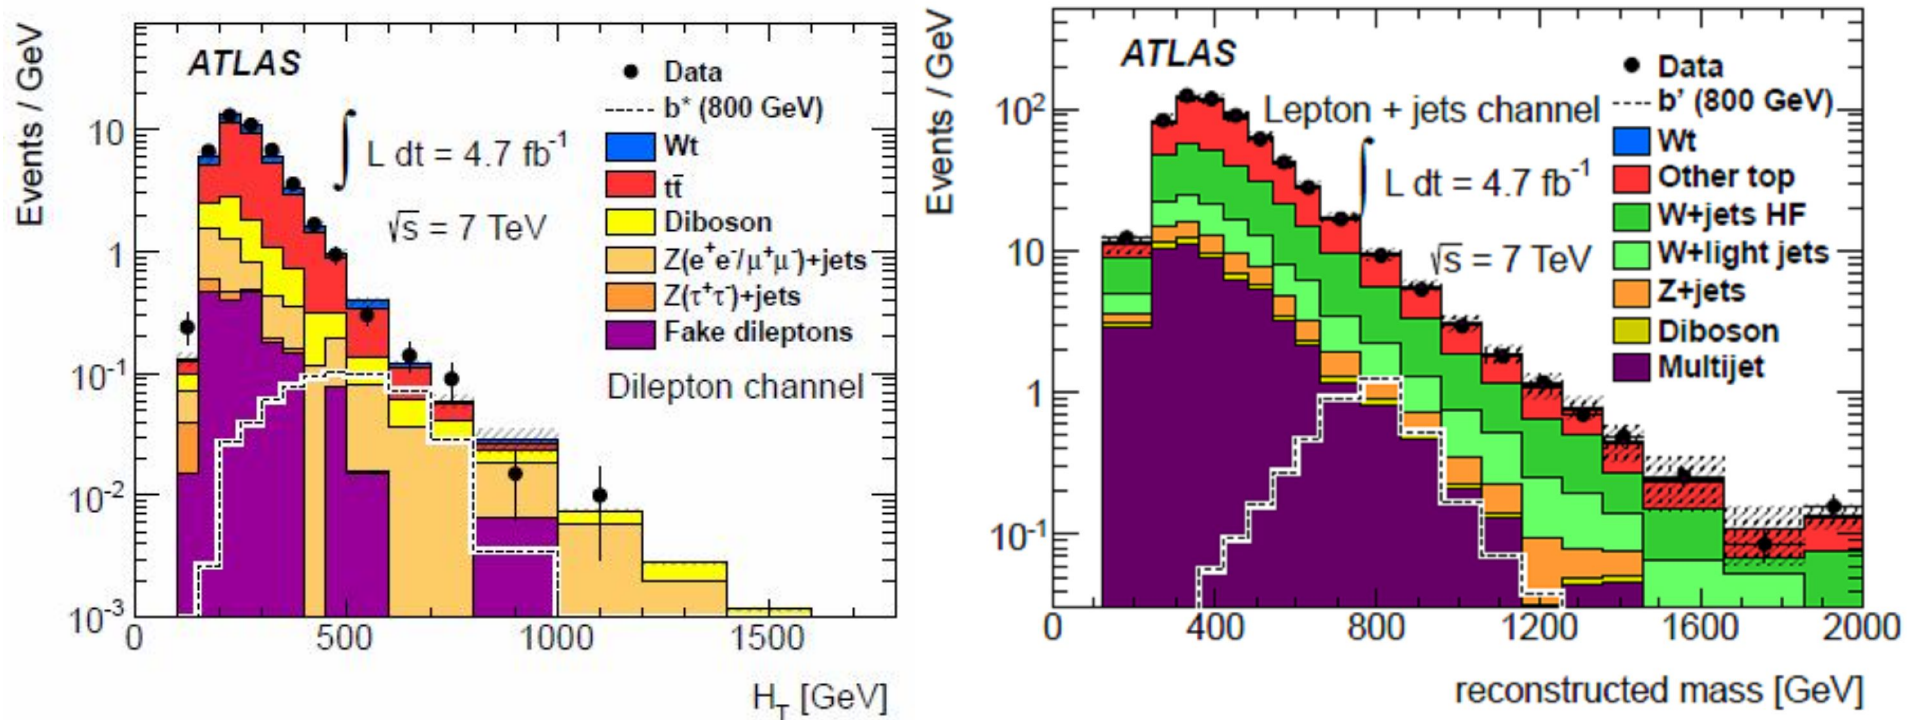 Events / GeV
ATLAS
Data
b* (800 GeV)
Wt
tt̄
Diboson
Z(e⁺e⁻/μ⁺μ⁻)+jets
Z(τ⁺τ⁻)+jets
Fake dileptons
∫ L dt = 4.7 fb⁻¹
√s = 7 TeV
Dilepton channel
10
1
10⁻¹
10⁻²
10⁻³
0 500 1000 1500
H_T [GeV]
Events / GeV
ATLAS
Data
b' (800 GeV)
Wt
Other top
W+jets HF
W+light jets
Z+jets
Diboson
Multijet
Lepton + jets channel
∫ L dt = 4.7 fb⁻¹
√s = 7 TeV
10²
10
1
10⁻¹
0 400 800 1200 1600 2000
reconstructed mass [GeV]